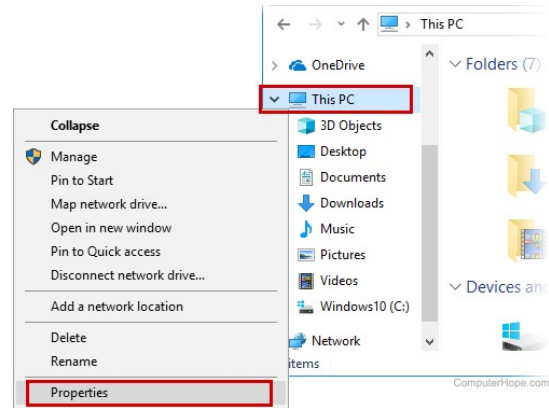 This PC
OneDrive
Folders (7)
This PC
3D Objects
Desktop
Documents
Downloads
Music
Pictures
Videos
Devices and
Windows10 (C:)
Network
items
ComputerHope.com
Collapse
Manage
Pin to Start
Map network drive...
Open in new window
Pin to Quick access
Disconnect network drive...
Add a network location
Delete
Rename
Properties